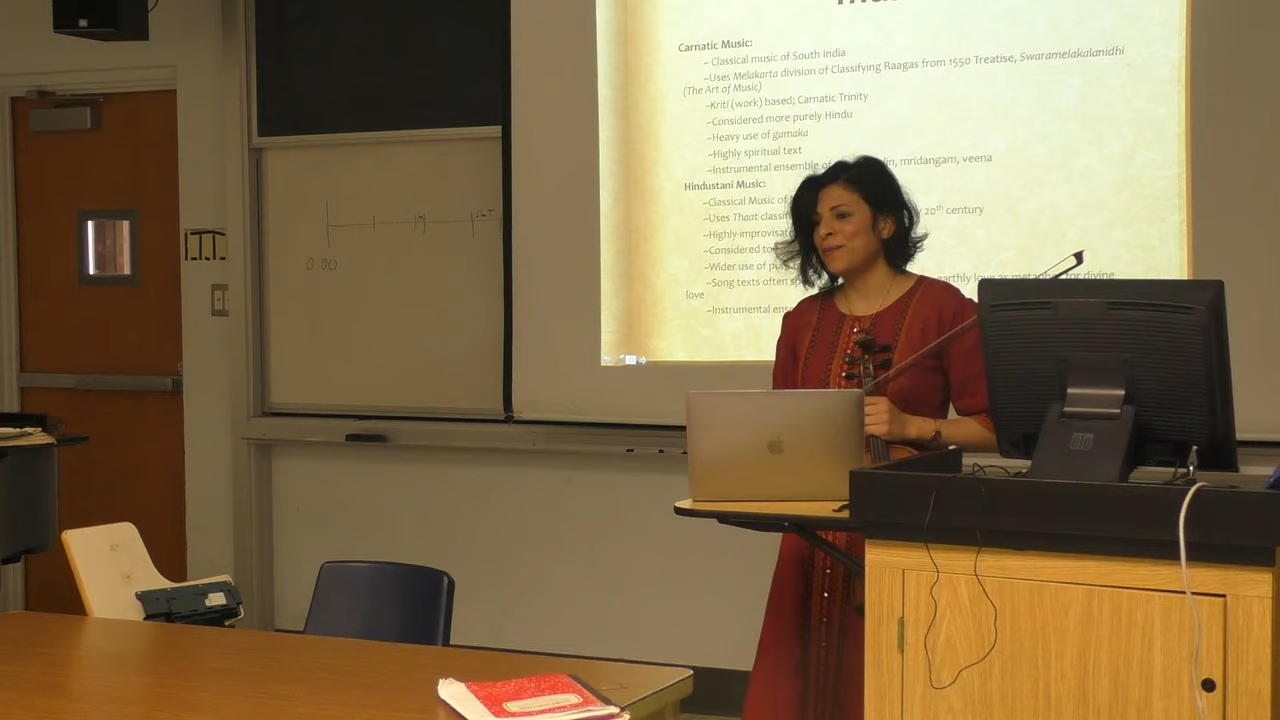 Carnatic Music:
~ Classical music of South India
~Uses Melakarta division of Classifying Raagas from 1550 Treatise, Swaramelakalanidhi
(The Art of Music)
~Kriti (work) based; Carnatic Trinity
~Considered more purely Hindu
~Heavy use of gamaka
~Highly spiritual text
~Instrumental ensemble of mridangam, veena
Hindustani Music:
~Classical Music of
~Uses Thaat 20th century
~Highly-improvisat
~Considered to
~Wider use of
~Song texts often earthly love as metaphor for divine
love
~Instrumental
0:00
elo